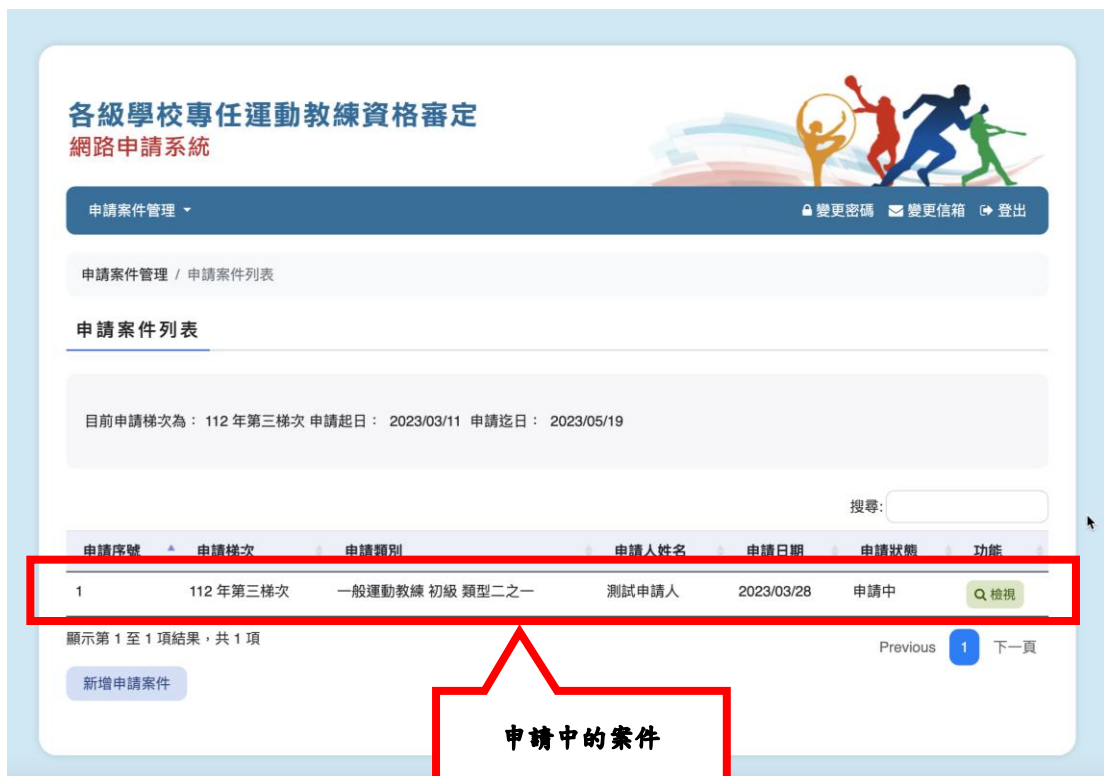 各級學校專任運動教練資格審定
網路申請系統
申請案件管理 變更密碼 變更信箱 登出
申請案件管理 / 申請案件列表
申請案件列表
目前申請梯次為： 112 年第三梯次 申請起日： 2023/03/11 申請迄日： 2023/05/19
搜尋:
申請序號 申請梯次 申請類別 申請人姓名 申請日期 申請狀態 功能
1 112 年第三梯次 一般運動教練 初級 類型二之一 測試申請人 2023/03/28 申請中 檢視
顯示第 1 至 1 項結果，共 1 項 Previous 1 下一頁
新增申請案件
申請中的案件